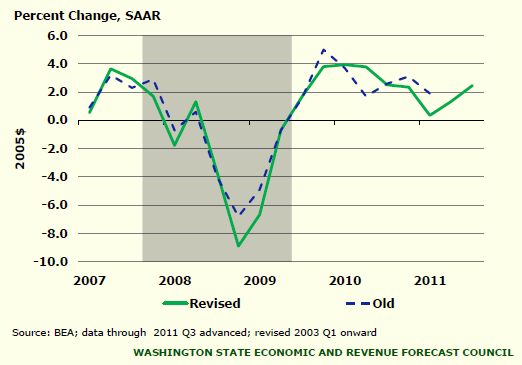 Percent Change, SAAR
6.0
4.0
2.0
0.0
-2.0
-4.0
-6.0
-8.0
-10.0
2005$
2007 2008 2009 2010 2011
Revised Old
Source: BEA; data through 2011 Q3 advanced; revised 2003 Q1 onward
WASHINGTON STATE ECONOMIC AND REVENUE FORECAST COUNCIL